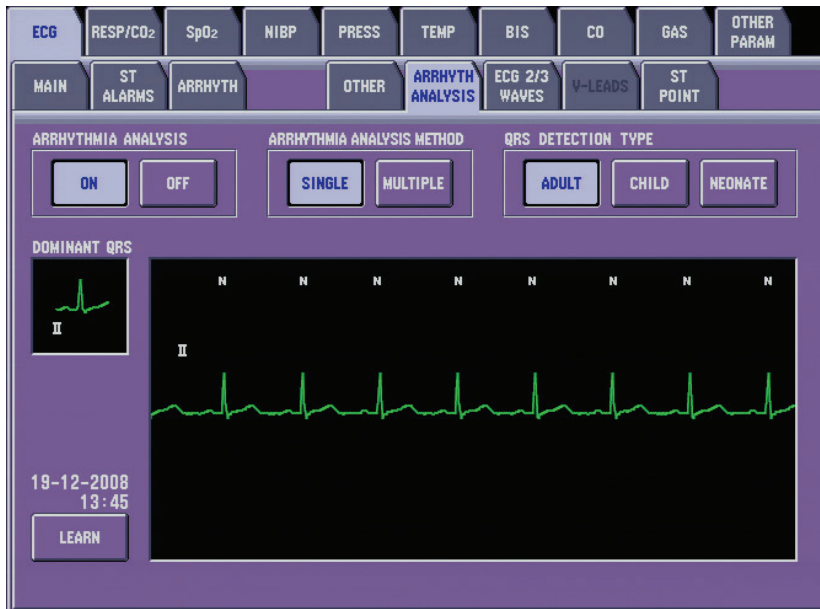 ECG RESP/CO₂ SpO₂ NIBP PRESS TEMP BIS CO GAS OTHER PARAM
MAIN ST ALARMS ARRHYTH OTHER ARRHYTH ANALYSIS ECG 2/3 WAVES V-LEADS ST POINT
ARRHYTHMIA ANALYSIS ARRHYTHMIA ANALYSIS METHOD QRS DETECTION TYPE
ON OFF SINGLE MULTIPLE ADULT CHILD NEONATE
DOMINANT QRS
N N N N N N N N
II
II
19-12-2008
13:45
LEARN